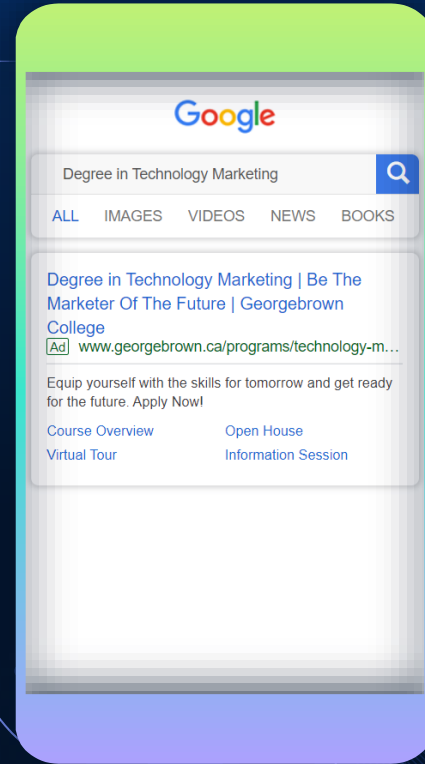 Google
Degree in Technology Marketing
ALL IMAGES VIDEOS NEWS BOOKS
Degree in Technology Marketing | Be The
Marketer Of The Future | Georgebrown
College
Ad www.georgebrown.ca/programs/technology-m...
Equip yourself with the skills for tomorrow and get ready
for the future. Apply Now!
Course Overview Open House
Virtual Tour Information Session